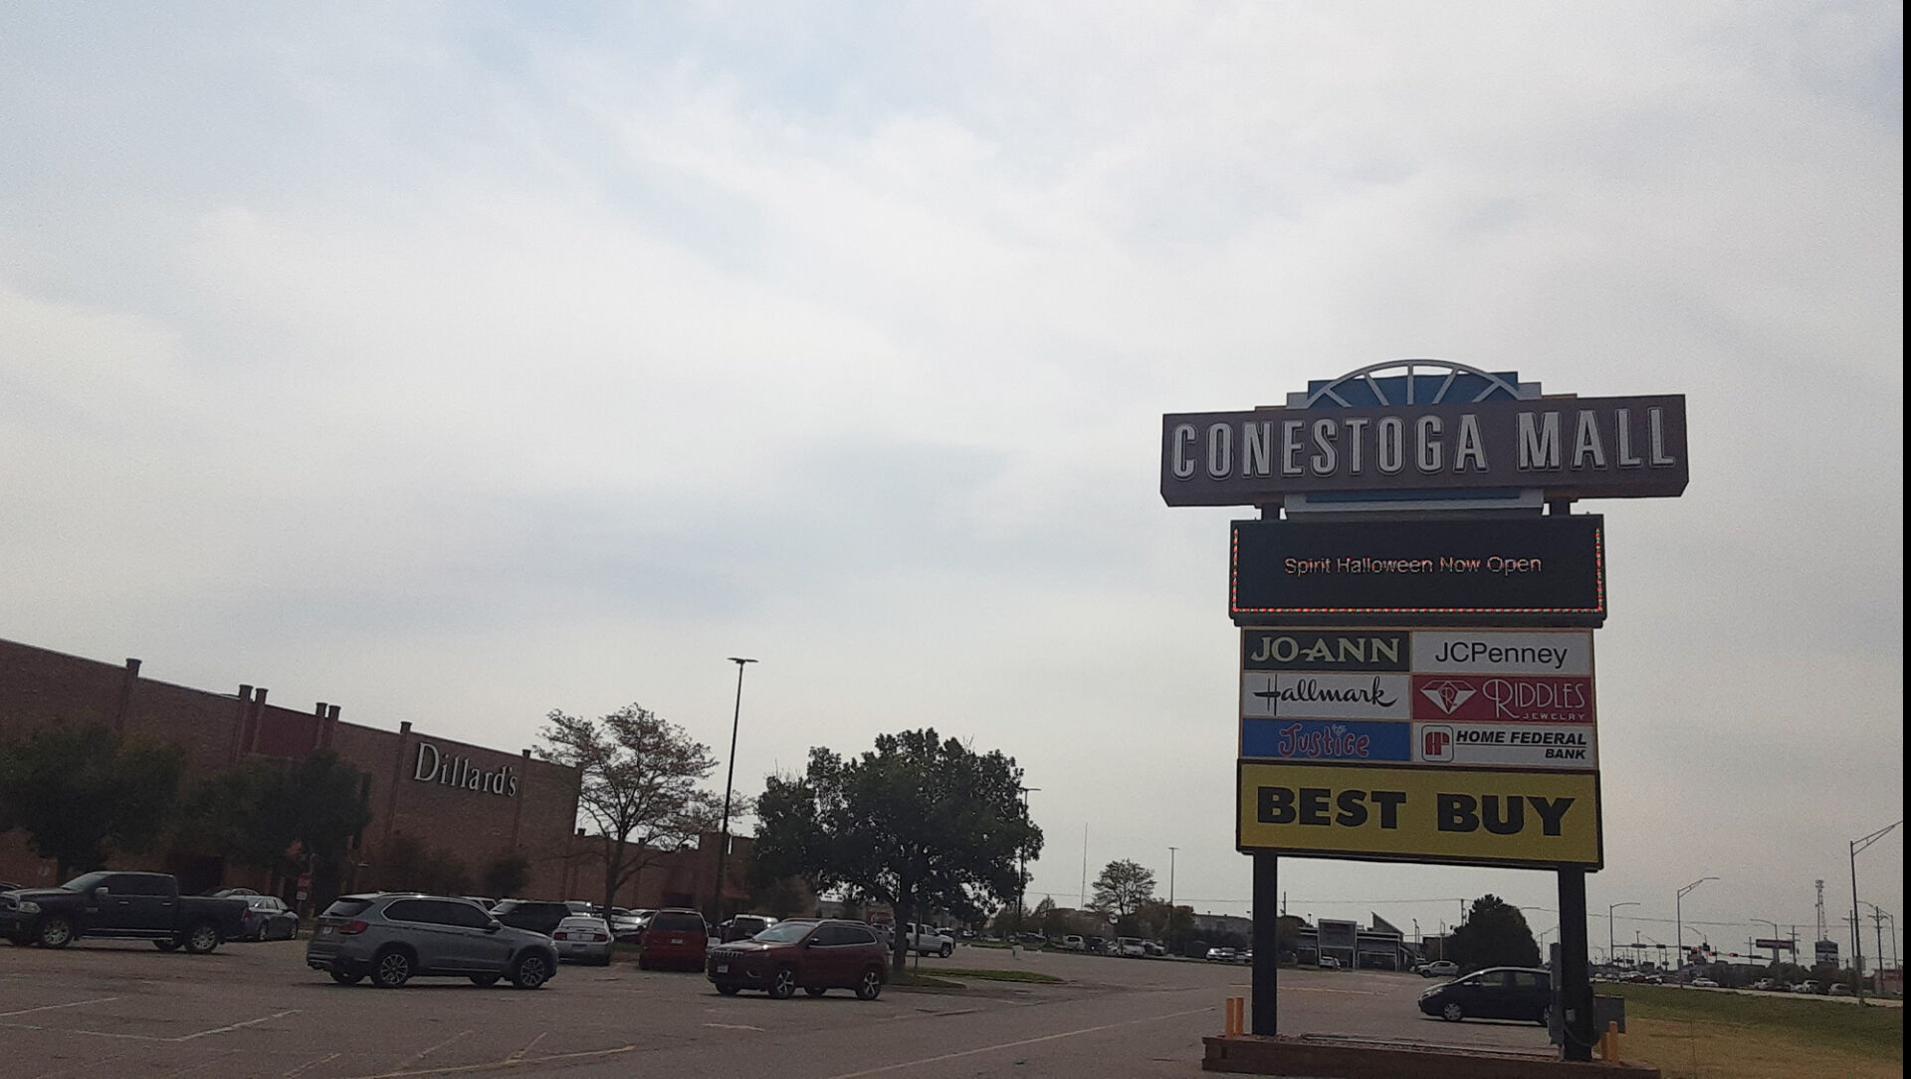 CONESTOGA MALL
Spirit Halloween Now Open
JO-ANN
JCPenney
Hallmark
R
RIDDLES
JEWELRY
Justice
HOME FEDERAL
BANK
BEST BUY
Dillard's